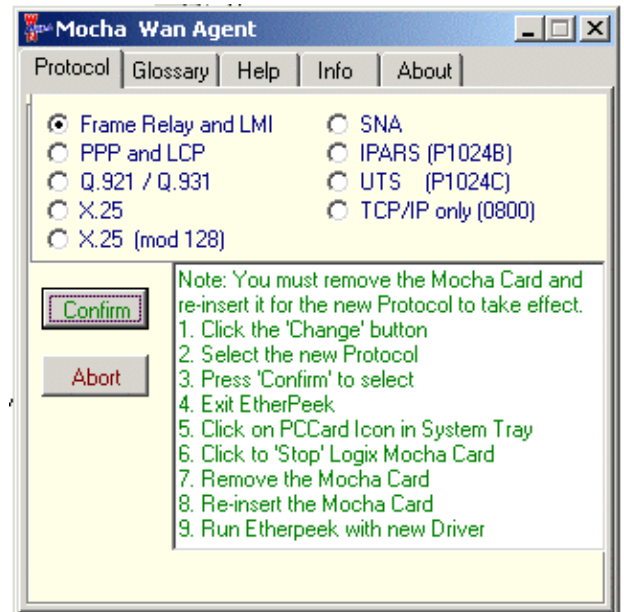 Mocha Wan Agent
Protocol Glossary Help Info About
Frame Relay and LMI
PPP and LCP
Q.921 / Q.931
X.25
X.25 (mod 128)
SNA
IPARS (P1024B)
UTS (P1024C)
TCP/IP only (0800)
Confirm
Abort
Note: You must remove the Mocha Card and
re-insert it for the new Protocol to take effect.
1. Click the 'Change' button
2. Select the new Protocol
3. Press 'Confirm' to select
4. Exit EtherPeek
5. Click on PCCard Icon in System Tray
6. Click to 'Stop' Logix Mocha Card
7. Remove the Mocha Card
8. Re-insert the Mocha Card
9. Run Etherpeek with new Driver